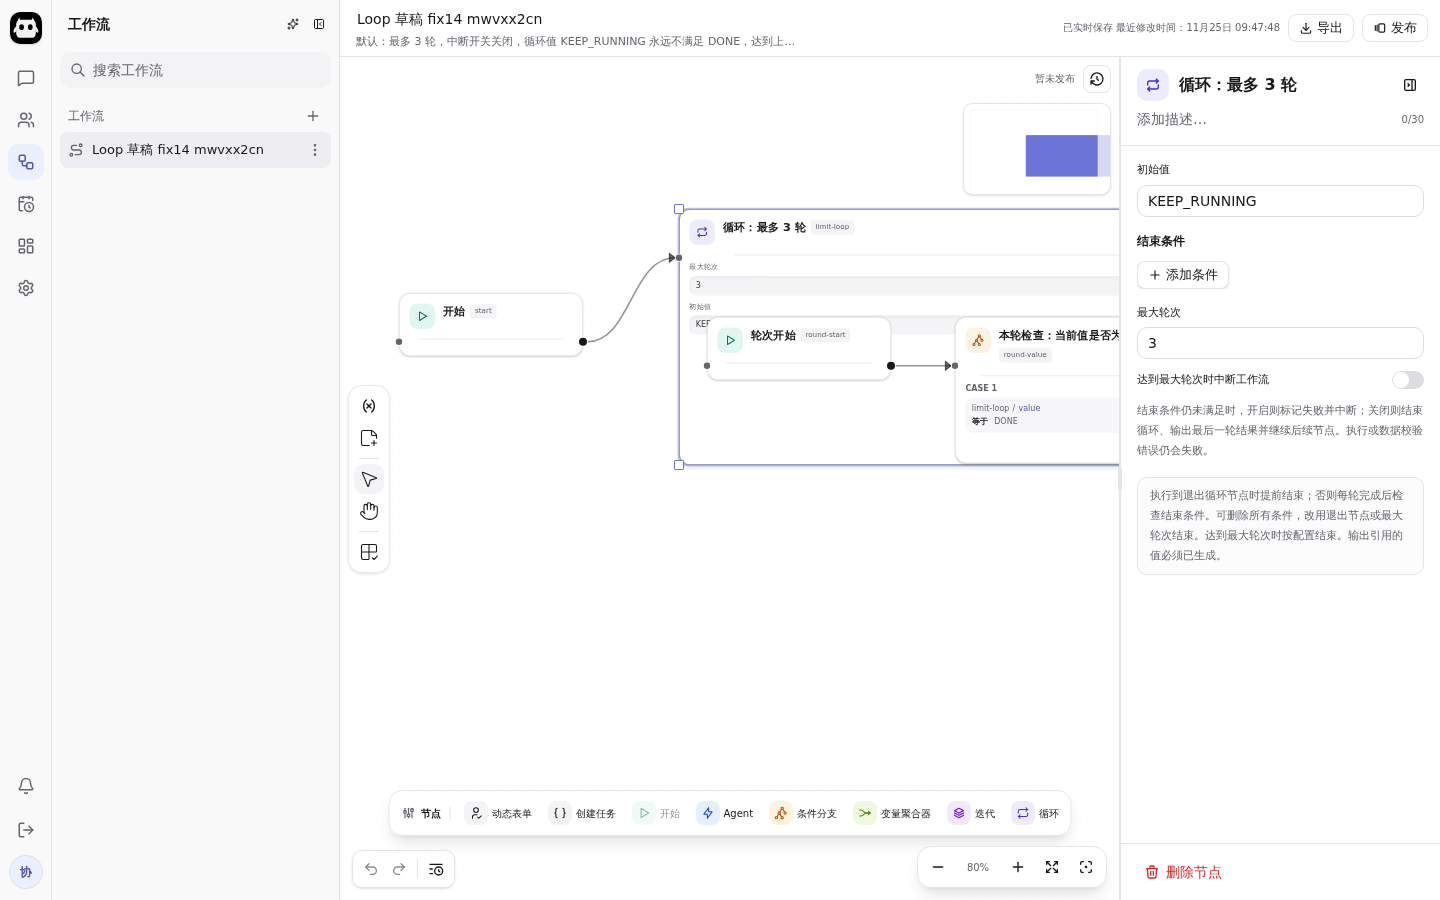 工作流
搜索工作流
工作流
Loop 草稿 fix14 mwvxx2cn
协
Loop 草稿 fix14 mwvxx2cn
默认：最多 3 轮，中断开关关闭，循环值 KEEP_RUNNING 永远不满足 DONE，达到上...
已实时保存 最近修改时间：11月25日 09:47:48
导出
发布
暂未发布
开始 start
循环：最多 3 轮 limit-loop
最大轮次
3
初始值
轮次开始 round-start
本轮检查：当前值是否为
round-value
CASE 1
limit-loop / value
等于 DONE
节点
动态表单
创建任务
开始
Agent
条件分支
变量聚合器
迭代
循环
80%
循环：最多 3 轮
添加描述...
0/30
初始值
KEEP_RUNNING
结束条件
添加条件
最大轮次
3
达到最大轮次时中断工作流
结束条件仍未满足时，开启则标记失败并中断；关闭则结束
循环、输出最后一轮结果并继续后续节点。执行或数据校验
错误仍会失败。
执行到退出循环节点时提前结束；否则每轮完成后检
查结束条件。可删除所有条件，改用退出节点或最大
轮次结束。达到最大轮次时按配置结束。输出引用的
值必须已生成。
删除节点